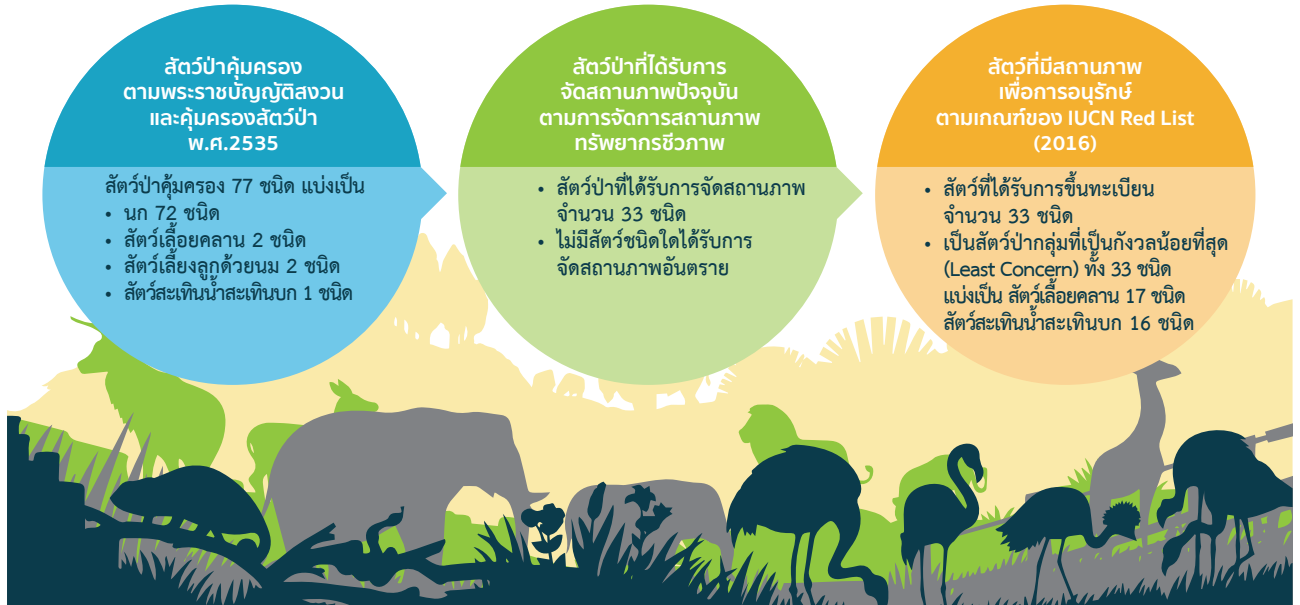 สัตว์ป่าคุ้มครอง
ตามพระราชบัญญัติสงวน
และคุ้มครองสัตว์ป่า
พ.ศ.2535
สัตว์ป่าคุ้มครอง 77 ชนิด แบ่งเป็น
• นก 72 ชนิด
• สัตว์เลื้อยคลาน 2 ชนิด
• สัตว์เลี้ยงลูกด้วยนม 2 ชนิด
• สัตว์สะเทินน้ำสะเทินบก 1 ชนิด
สัตว์ป่าที่ได้รับการ
จัดสถานภาพปัจจุบัน
ตามการจัดการสถานภาพ
ทรัพยากรชีวภาพ
• สัตว์ป่าที่ได้รับการจัดสถานภาพ
จำนวน 33 ชนิด
• ไม่มีสัตว์ชนิดใดได้รับการ
จัดสถานภาพอันตราย
สัตว์ที่มีสถานภาพ
เพื่อการอนุรักษ์
ตามเกณฑ์ของ IUCN Red List
(2016)
• สัตว์ที่ได้รับการขึ้นทะเบียน
จำนวน 33 ชนิด
• เป็นสัตว์ป่ากลุ่มที่เป็นกังวลน้อยที่สุด
(Least Concern) ทั้ง 33 ชนิด
แบ่งเป็น สัตว์เลื้อยคลาน 17 ชนิด
สัตว์สะเทินน้ำสะเทินบก 16 ชนิด